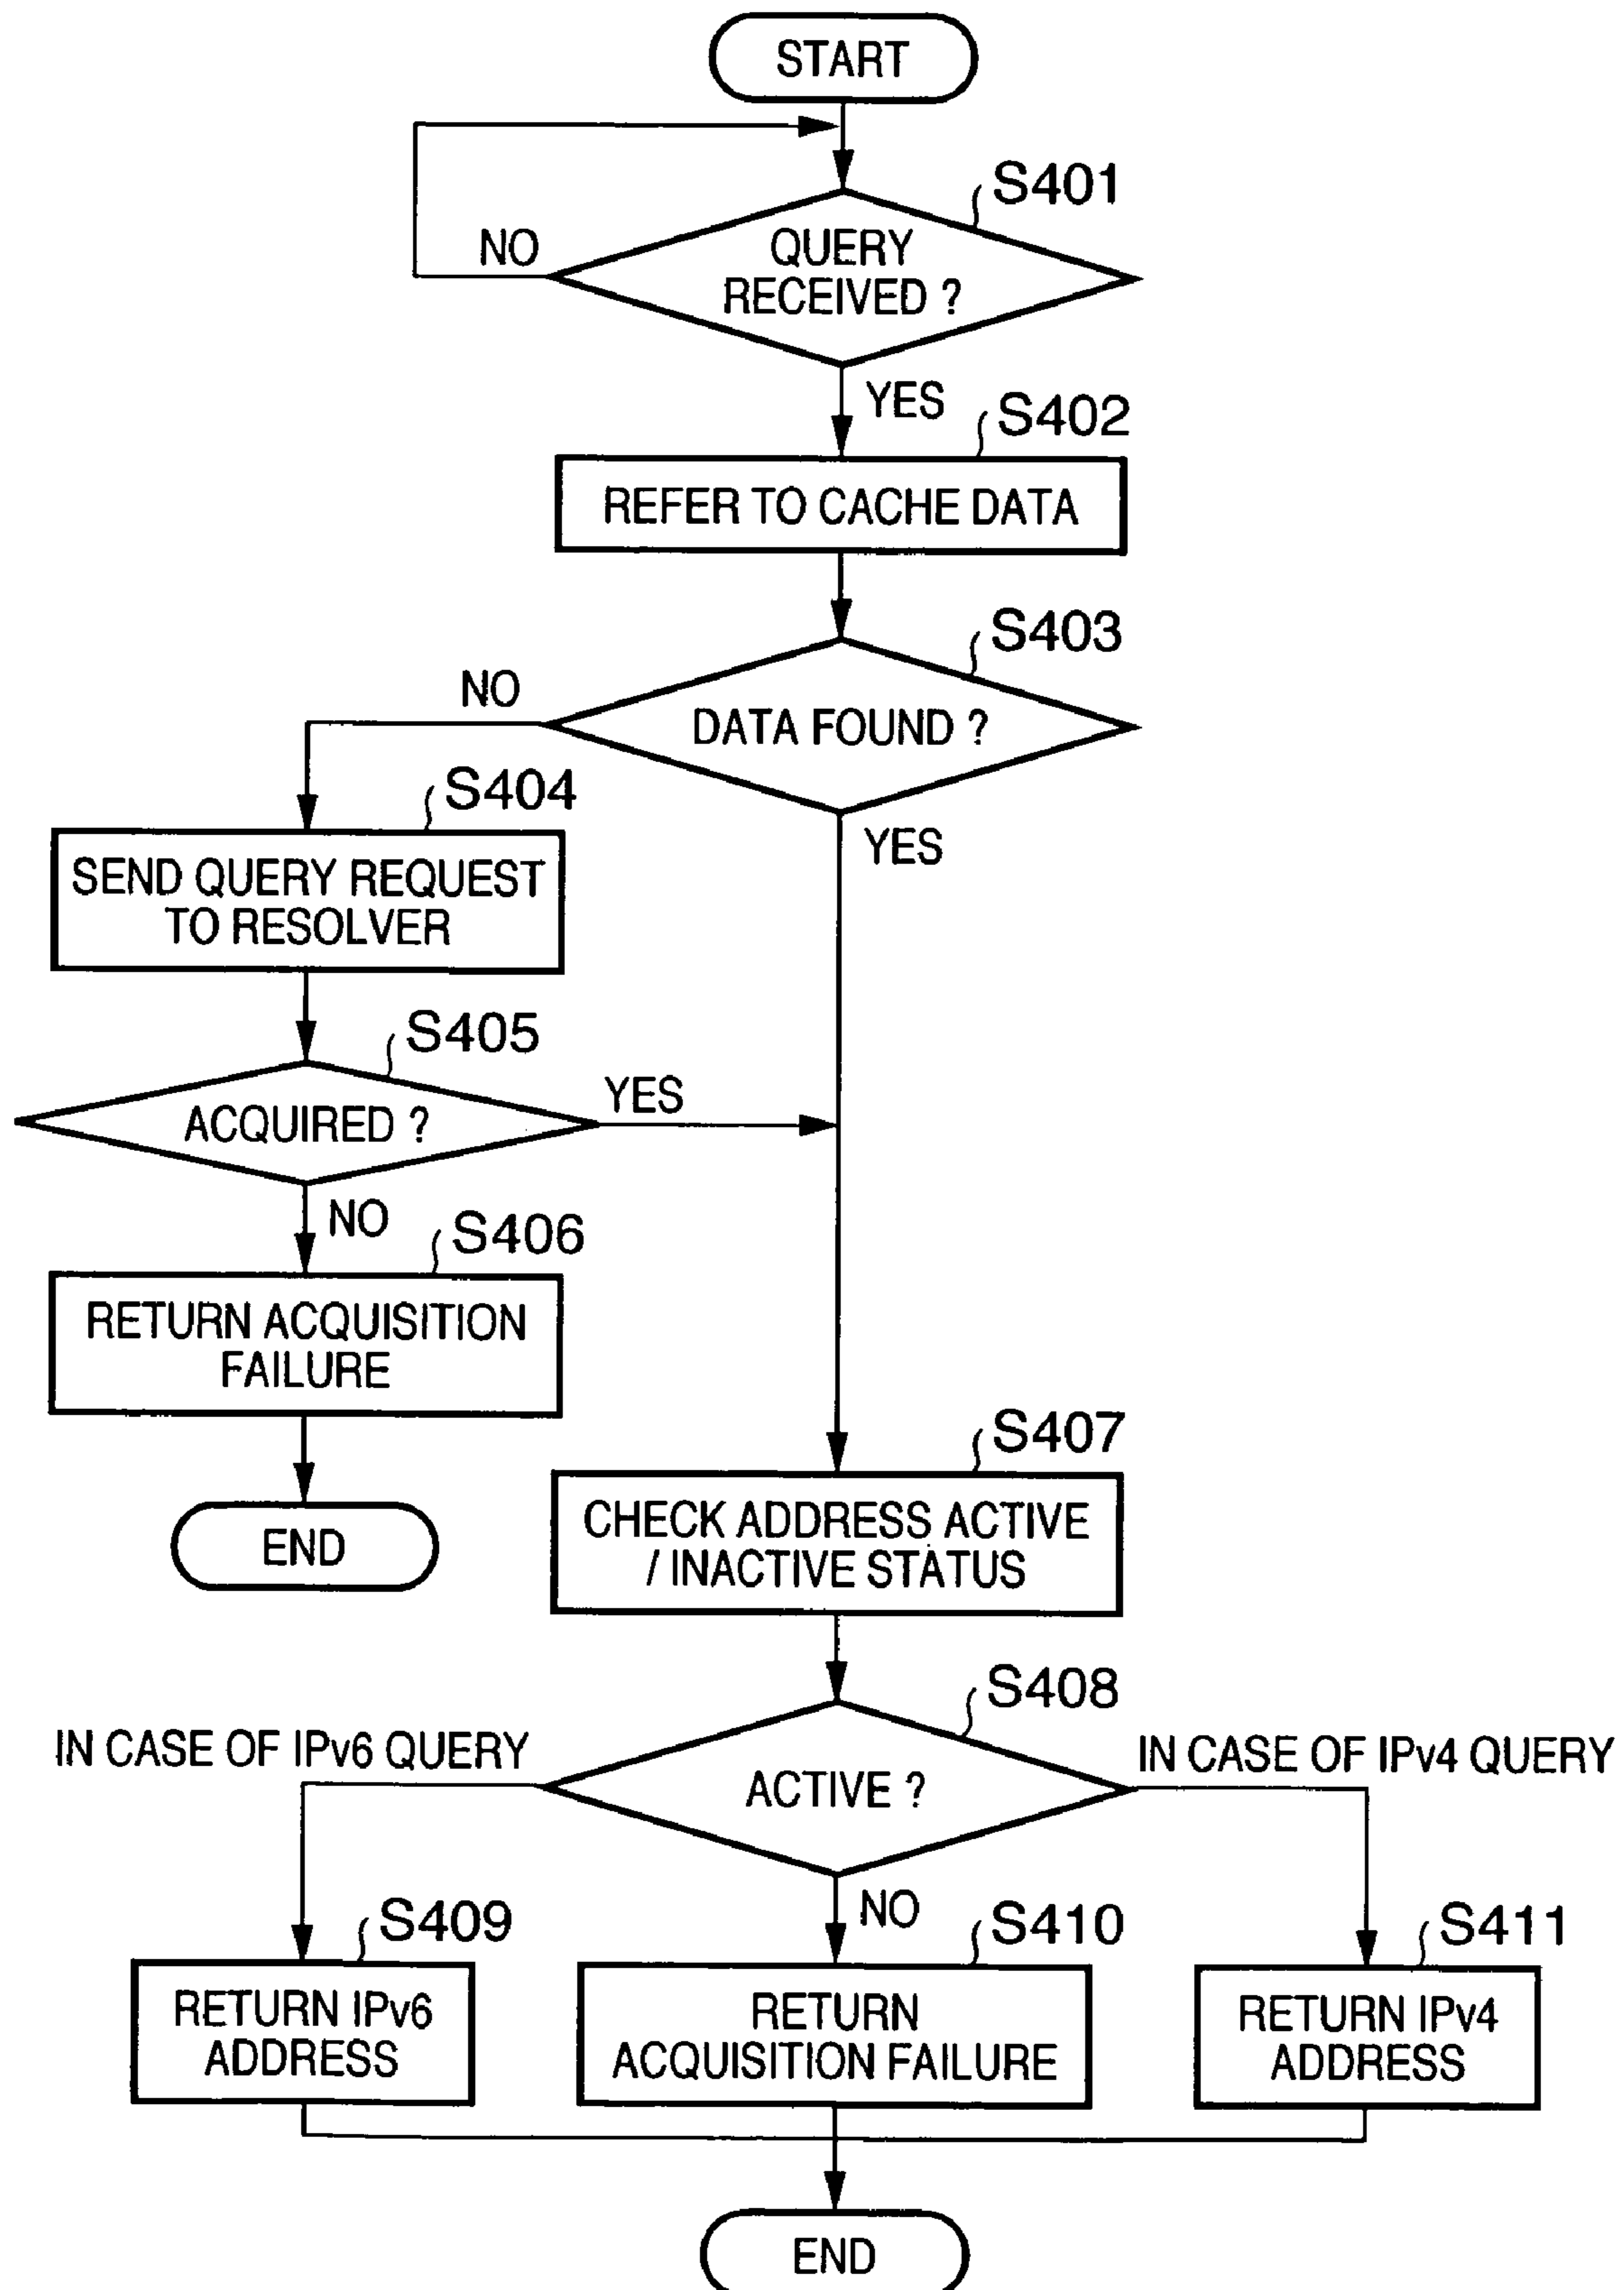 START
S401
NO
QUERY
RECEIVED ?
YES
S402
REFER TO CACHE DATA
S403
NO
DATA FOUND ?
YES
S404
SEND QUERY REQUEST
TO RESOLVER
S405
ACQUIRED ?
YES
NO
S406
RETURN ACQUISITION
FAILURE
END
S407
CHECK ADDRESS ACTIVE
/ INACTIVE STATUS
S408
IN CASE OF IPv6 QUERY
ACTIVE ?
IN CASE OF IPv4 QUERY
NO
S409
RETURN IPv6
ADDRESS
S410
RETURN
ACQUISITION FAILURE
S411
RETURN IPv4
ADDRESS
END